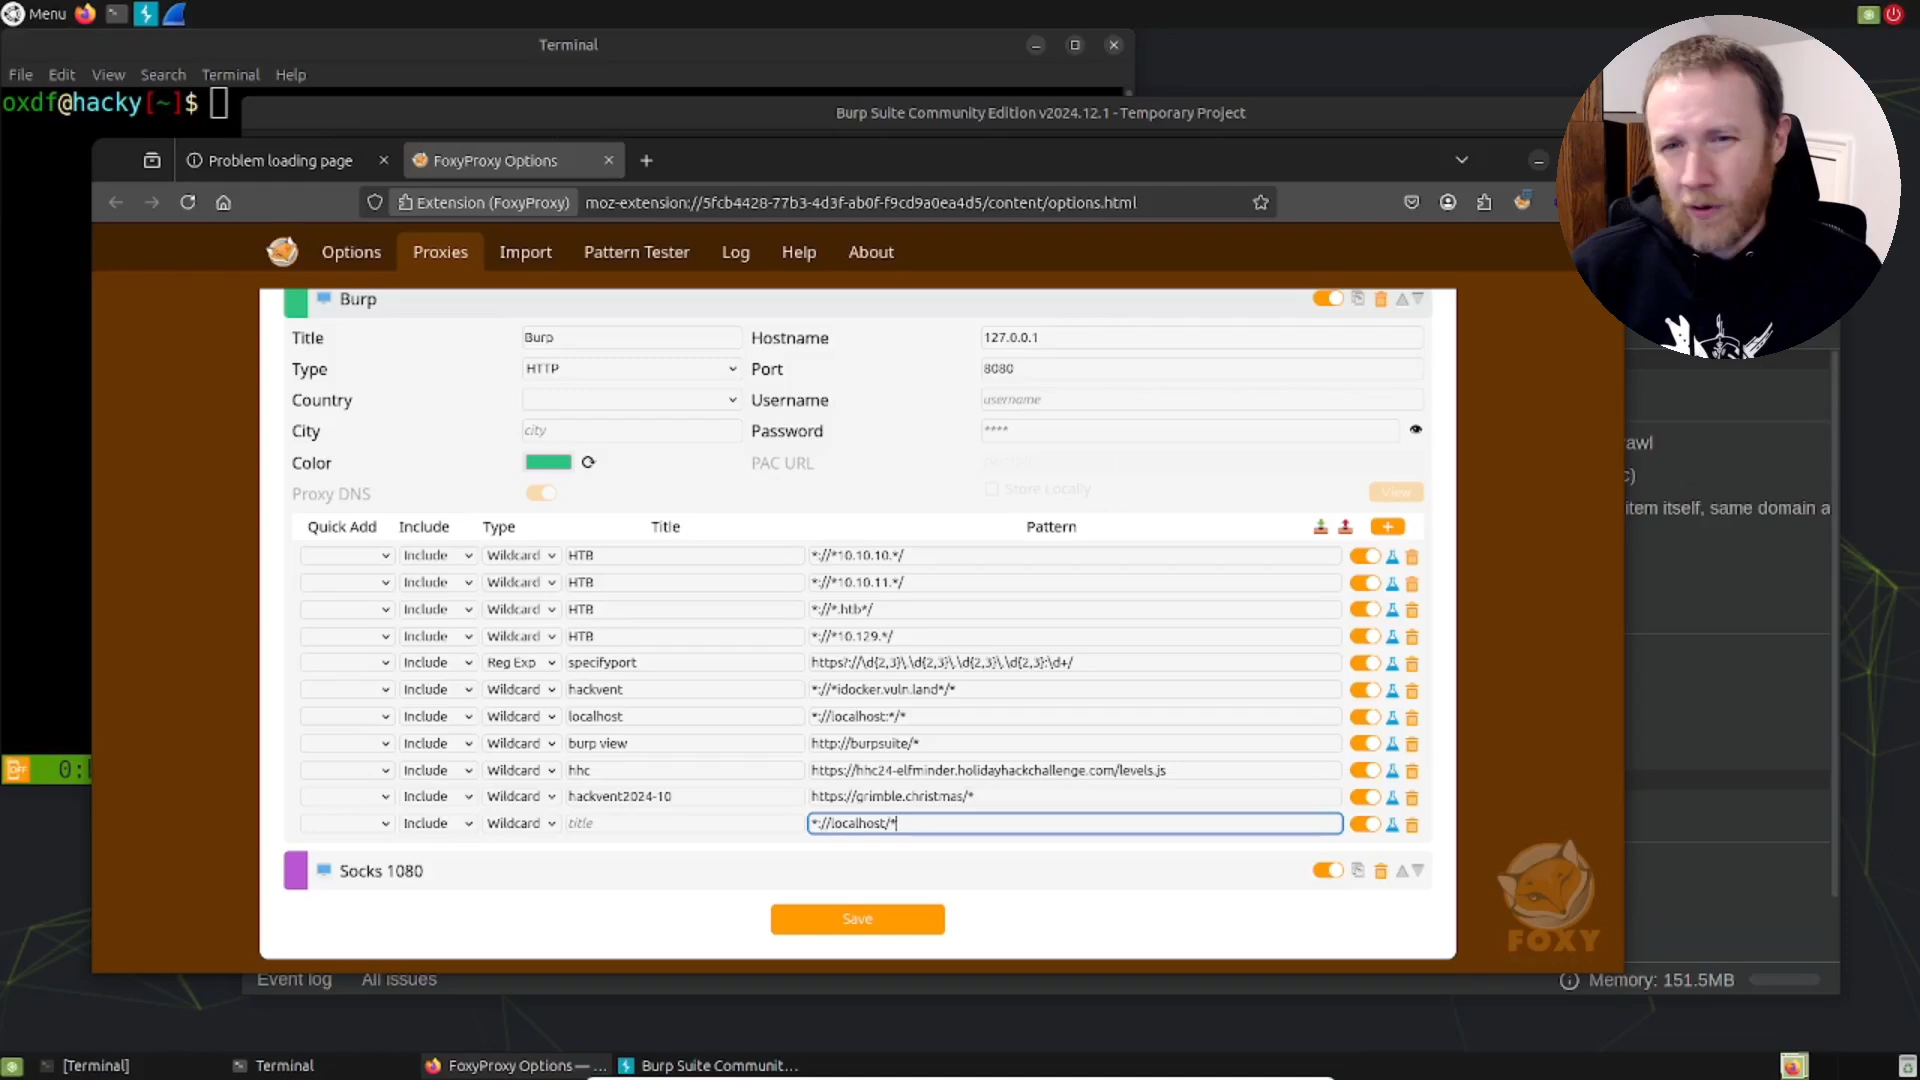 Menu
Terminal
File Edit View Search Terminal Help
oxdf@hacky[~]$
Burp Suite Community Edition v2024.12.1 - Temporary Project
Problem loading page
FoxyProxy Options
Extension (FoxyProxy) moz-extension://5fcb4428-77b3-4d3f-ab0f-f9cd9a0ea4d5/content/options.html
Options Proxies Import Pattern Tester Log Help About
Burp
Title Burp Hostname 127.0.0.1
Type HTTP Port 8080
Country Username username
City city Password ****
Color PAC URL
Proxy DNS Store Locally View
Quick Add Include Type Title Pattern +
Include Wildcard HTB *://*10.10.10.*/
Include Wildcard HTB *://*10.10.11.*/
Include Wildcard HTB *://*.htb*/
Include Wildcard HTB *://*10.129.*/
Include Reg Exp specifyport https?://\d{2,3}\.\d{2,3}\.\d{2,3}\.\d{2,3}:\d+/
Include Wildcard hackvent *://*idocker.vuln.land*/*
Include Wildcard localhost *://localhost:*/*
Include Wildcard burp view http://burpsuite/*
Include Wildcard hhc https://hhc24-elfminder.holidayhackchallenge.com/levels.js
Include Wildcard hackvent2024-10 https://grimble.christmas/*
Include Wildcard title *://localhost/*
Socks 1080
Save
FOXY
awl
c)
item itself, same domain a
OFF 0:
Event log All issues
Memory: 151.5MB
[Terminal] Terminal FoxyProxy Options — ... Burp Suite Communit...